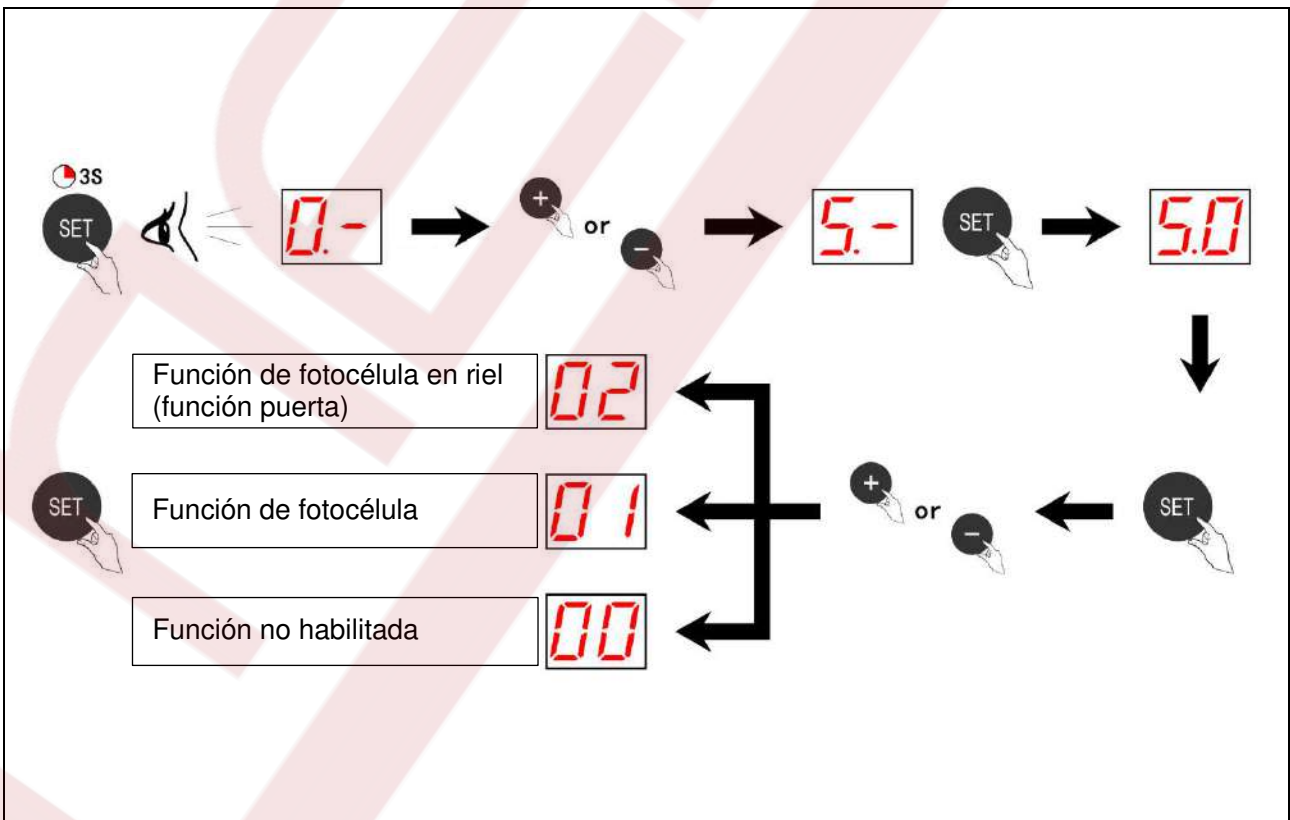 3S
SET
0.-
+
or
-
5.-
SET
5.0
Función de fotocélula en riel
(función puerta)
02
SET
Función de fotocélula
01
+
or
-
SET
Función no habilitada
00